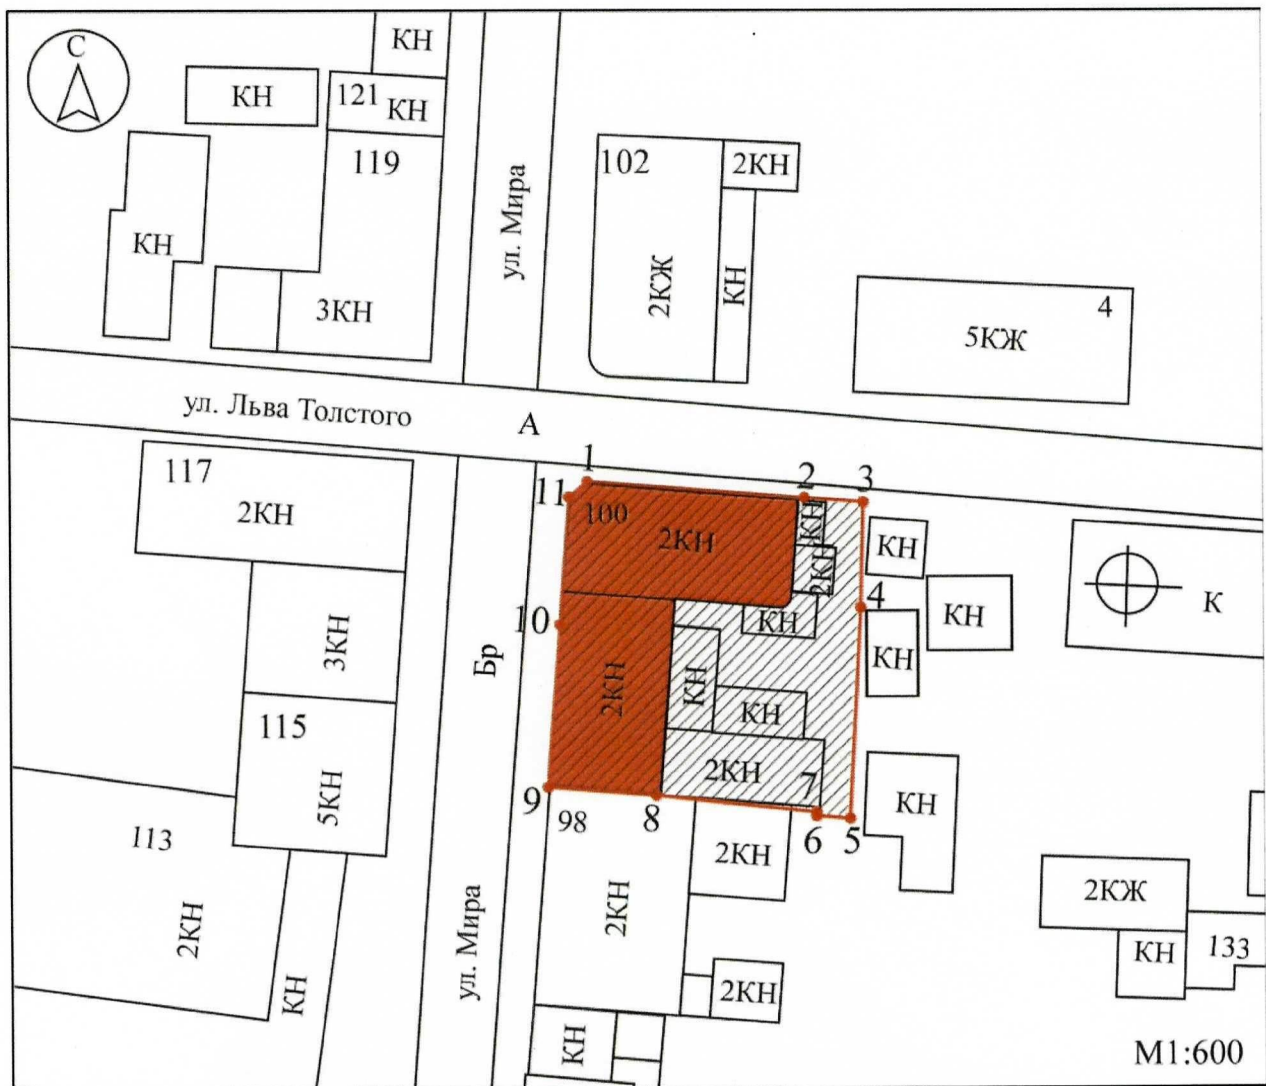 С
КН
КН
121
КН
119
КН
3КН
ул. Мира
102
2КН
2КЖ
КН
4
5КЖ
ул. Льва Толстого
А
117
2КН
1
2
3
11
100
2КН
КН
2КН
КН
4
КН
К
10
КН
КН
3КН
Бр
2КН
КН
КН
115
5КН
2КН
7
КН
9
8
6
5
98
113
2КН
2КН
2КЖ
2КН
КН
133
ул. Мира
КН
2КН
КН
М1:600